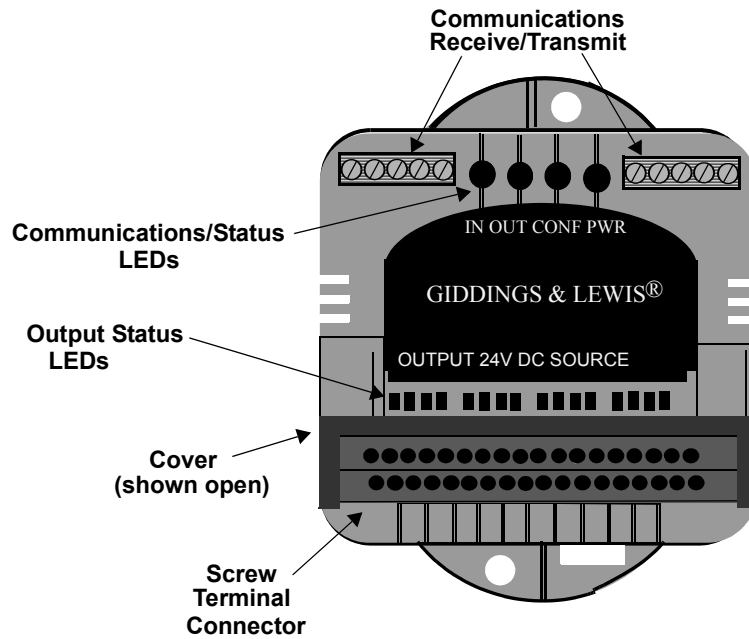 Communications
Receive/Transmit
Communications/Status
LEDs
IN OUT CONF PWR
GIDDINGS & LEWIS®
Output Status
LEDs
OUTPUT 24V DC SOURCE
Cover
(shown open)
Screw
Terminal
Connector